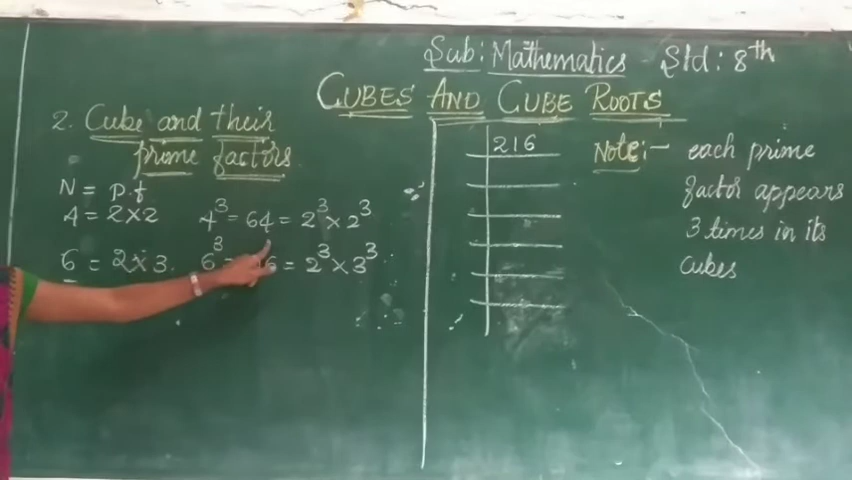 Sub: Mathematics Std: 8th
CUBES AND CUBE ROOTS
2. Cube and their
prime factors
N = P.f
4 = 2×2 4³ = 64 = 2³ × 2³
6 = 2×3. 6³ = 6 = 2³ × 3³
216
Note:- each prime
factor appears
3 times in its
cubes